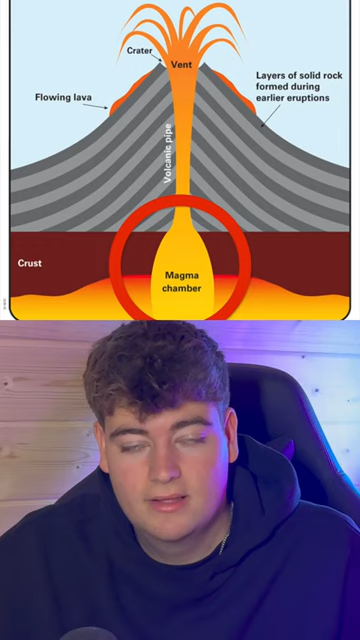 Crater
Vent
Flowing lava
Layers of solid rock
formed during
earlier eruptions
Volcanic pipe
Crust
Magma
chamber